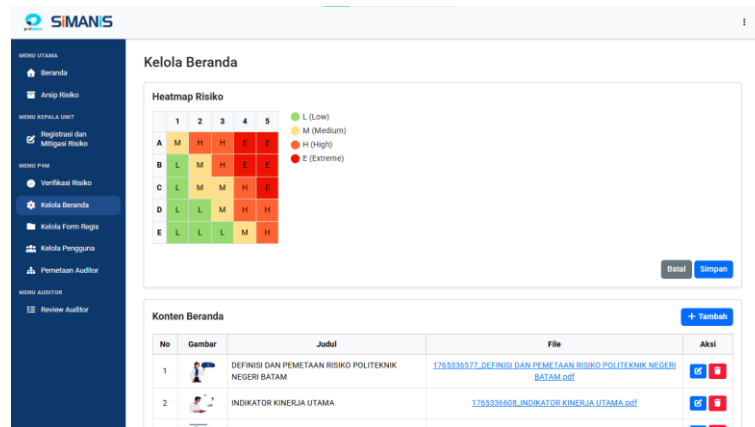 SiMANiS
MENU UTAMA
Beranda
Arsip Risiko
MENU KEPALA UNIT
Registrasi dan
Mitigasi Risiko
MENU P4M
Verifikasi Risiko
Kelola Beranda
Kelola Form Regis
Kelola Pengguna
Pemetaan Auditor
MENU AUDITOR
Review Auditor
Kelola Beranda
Heatmap Risiko
1 2 3 4 5
A M H H E E
B L M H E E
C L M M H E
D L L M H H
E L L L M H
L (Low)
M (Medium)
H (High)
E (Extreme)
Batal Simpan
Konten Beranda
+ Tambah
No Gambar Judul File Aksi
1 DEFINISI DAN PEMETAAN RISIKO POLITEKNIK 1765336577_DEFINISI DAN PEMETAAN RISIKO POLITEKNIK NEGERI
NEGERI BATAM BATAM.pdf
2 INDIKATOR KINERJA UTAMA 1765336608_INDIKATOR KINERJA UTAMA.pdf